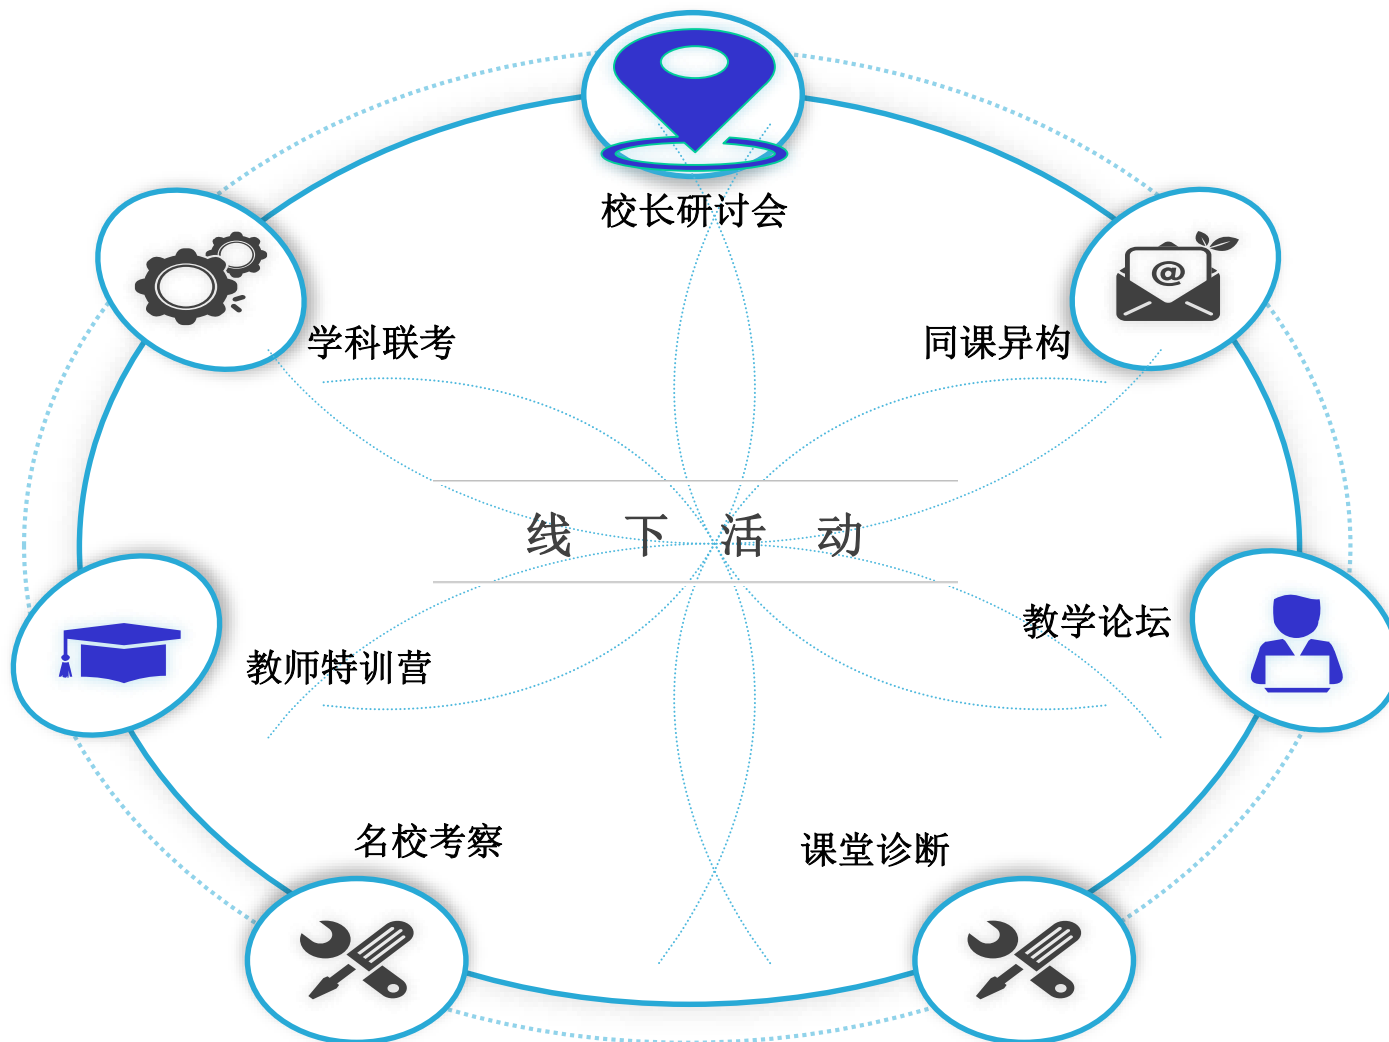 校长研讨会
学科联考
同课异构
@
线 下 活 动
教学论坛
教师特训营
名校考察
课堂诊断